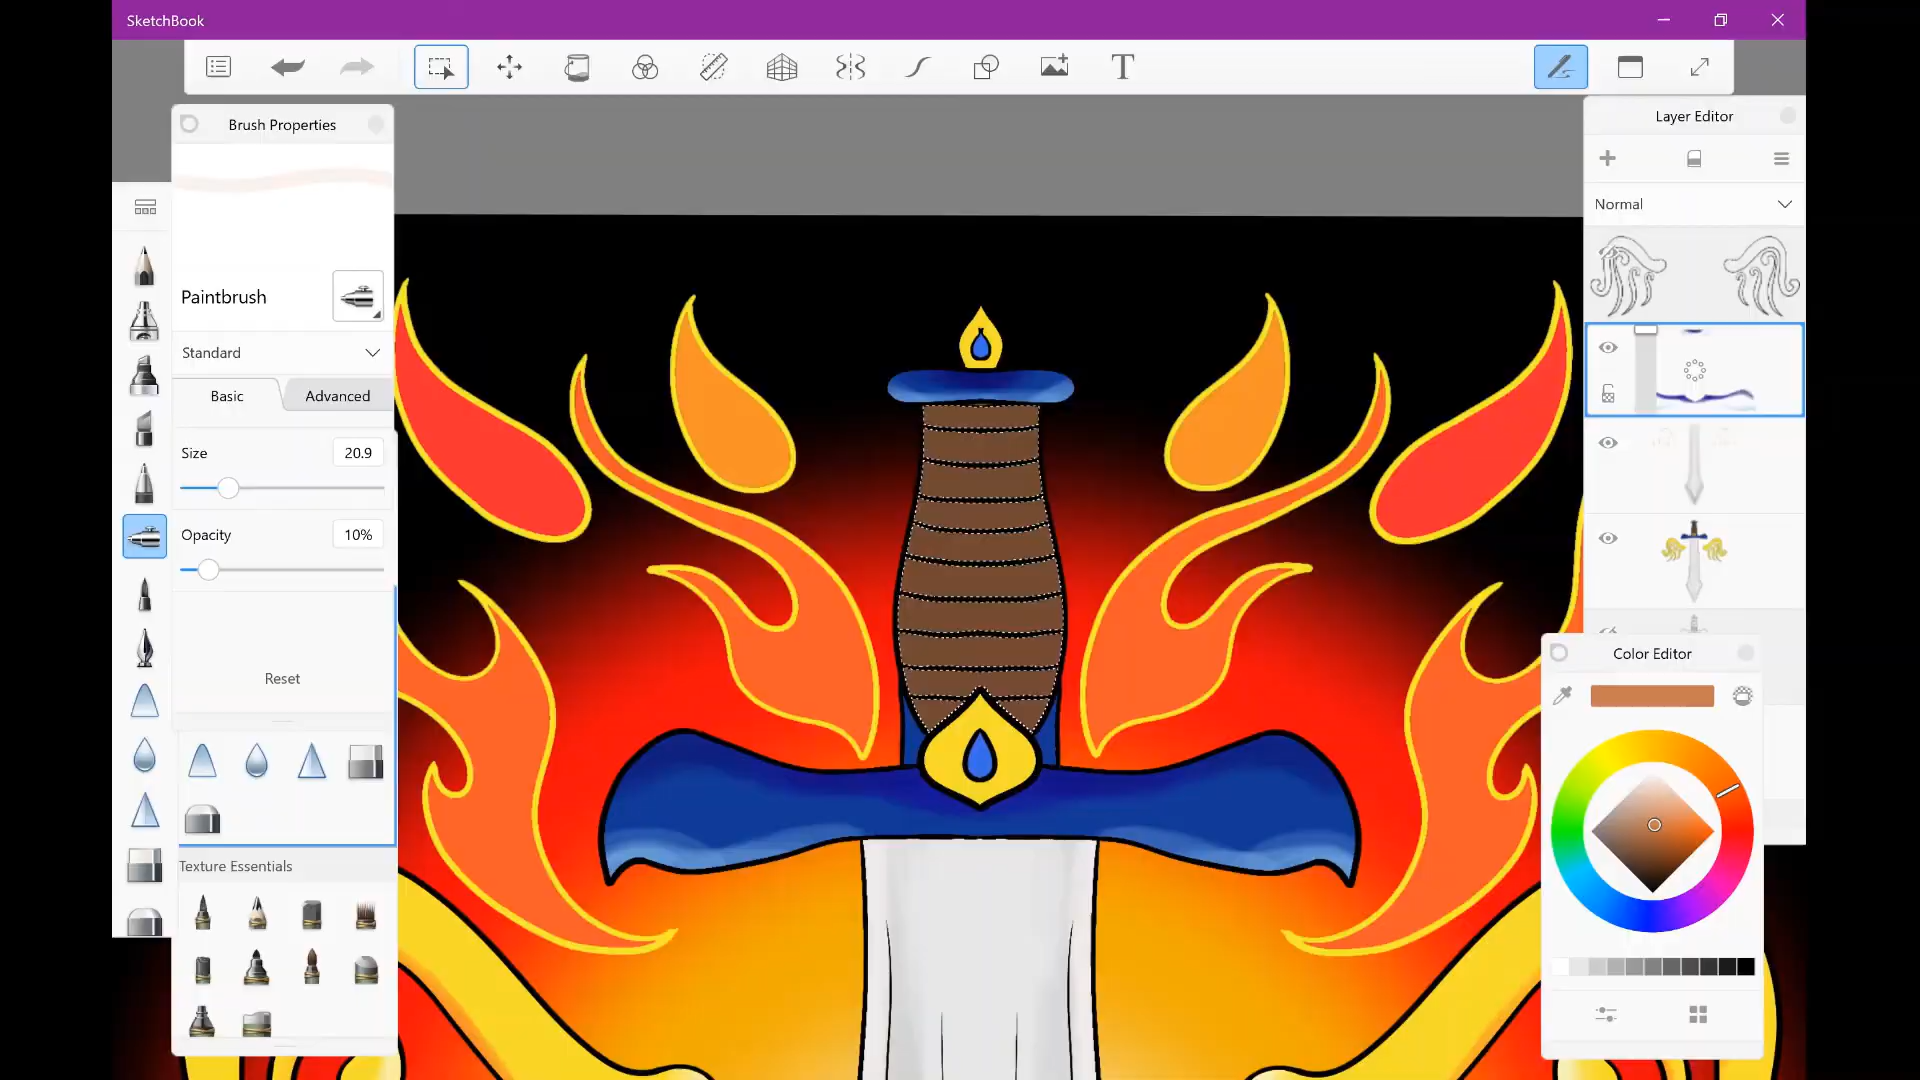 SketchBook
Brush Properties
Layer Editor
Normal
Paintbrush
Standard
Basic
Advanced
Size
20.9
Opacity
10%
Reset
Color Editor
Texture Essentials